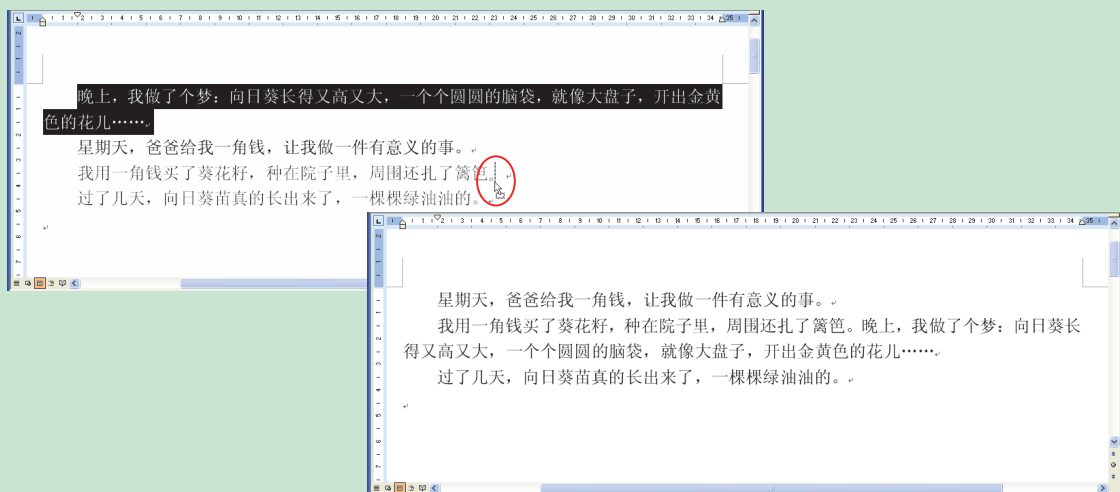 晚上，我做了个梦：向日葵长得又高又大，一个个圆圆的脑袋，就像大盘子，开出金黄
色的花儿……
星期天，爸爸给我一角钱，让我做一件有意义的事。
我用一角钱买了葵花籽，种在院子里，周围还扎了篱笆。
过了几天，向日葵苗真的长出来了，一棵棵绿油油的。
星期天，爸爸给我一角钱，让我做一件有意义的事。
我用一角钱买了葵花籽，种在院子里，周围还扎了篱笆。晚上，我做了个梦：向日葵长
得又高又大，一个个圆圆的脑袋，就像大盘子，开出金黄色的花儿……
过了几天，向日葵苗真的长出来了，一棵棵绿油油的。